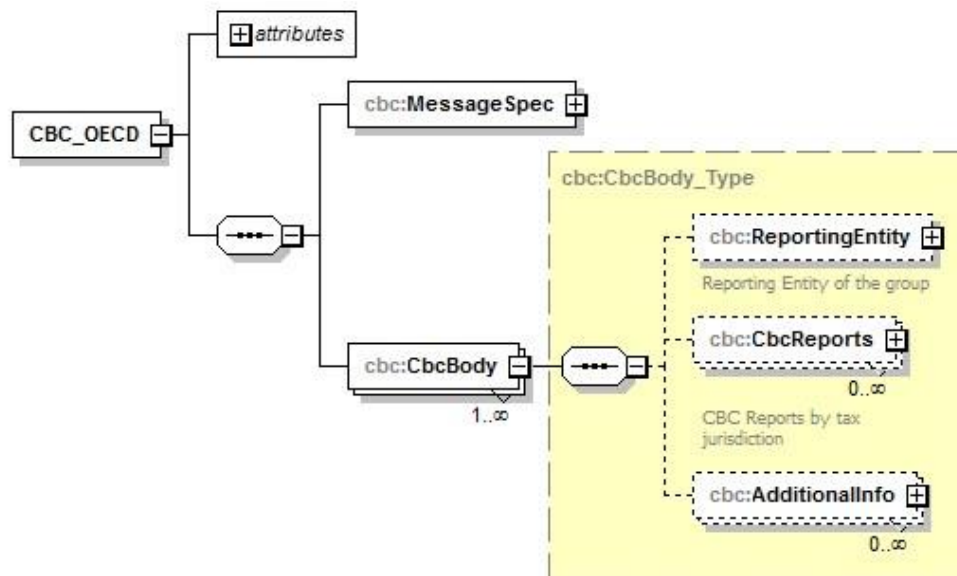 attributes
cbc:MessageSpec
CBC_OECD
cbc:CbcBody_Type
cbc:ReportingEntity
Reporting Entity of the group
cbc:CbcReports
0..∞
cbc:CbcBody
1..∞
CBC Reports by tax
jurisdiction
cbc:AdditionalInfo
0..∞